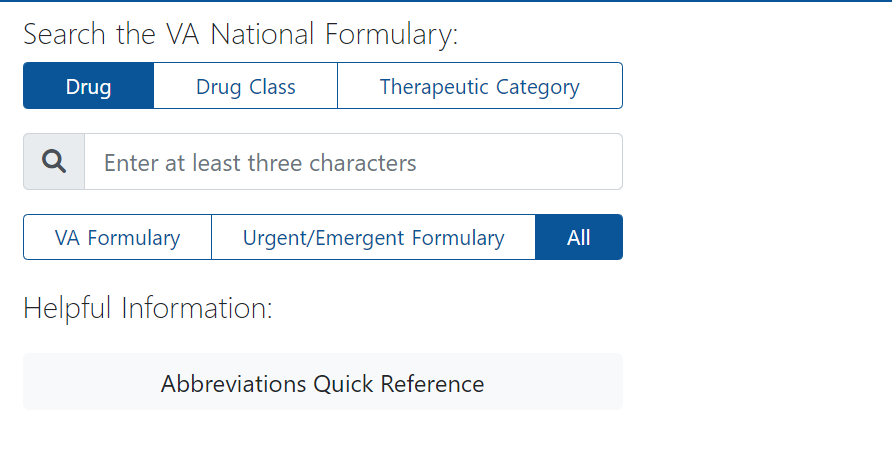 Search the VA National Formulary:
Drug Drug Class Therapeutic Category
Enter at least three characters
VA Formulary Urgent/Emergent Formulary All
Helpful Information:
Abbreviations Quick Reference